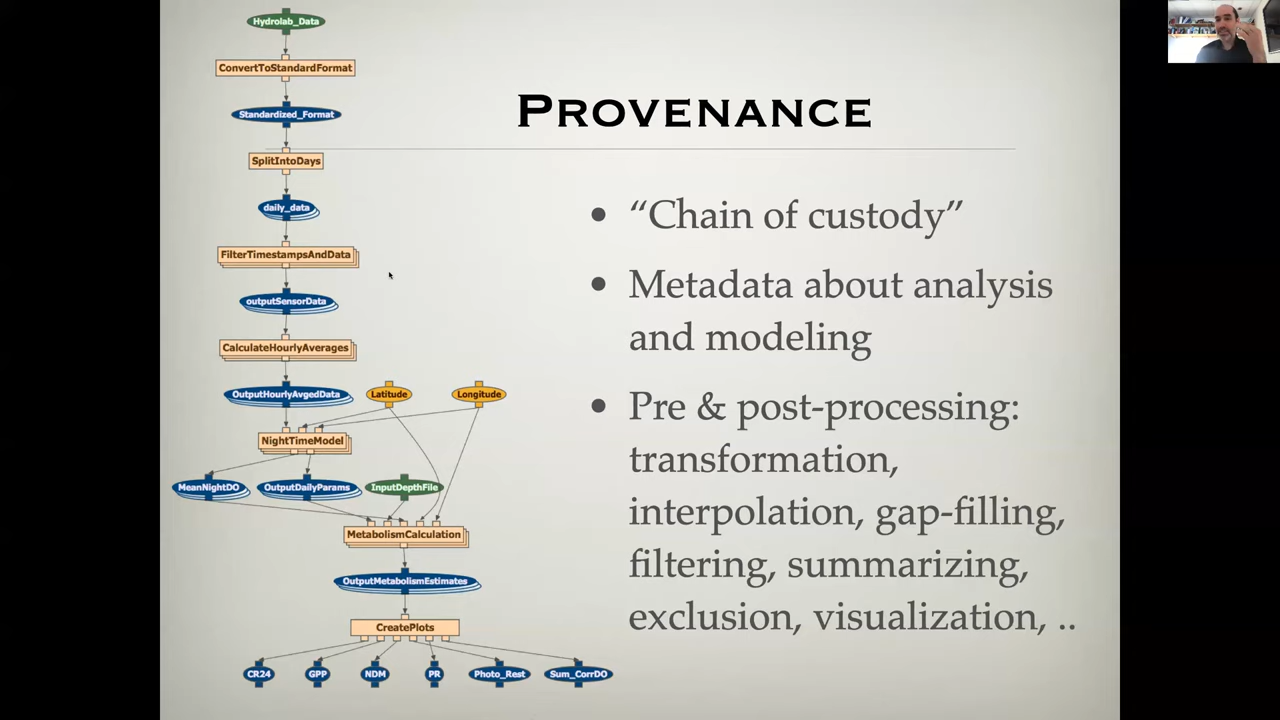 Hydrolab_Data
ConvertToStandardFormat
Standardized_Format
SplitIntoDays
daily_data
FilterTimestampsAndData
outputSensorData
CalculateHourlyAverages
OutputHourlyAvgedData
Latitude
Longitude
NightTimeModel
MeanNightDO
OutputDailyParams
InputDepthFile
MetabolismCalculation
OutputMetabolismEstimates
CreatePlots
CR24
GPP
NDM
PR
Photo_Rest
Sum_CorrDO
PROVENANCE
• “Chain of custody”
• Metadata about analysis
and modeling
• Pre & post-processing:
transformation,
interpolation, gap-filling,
filtering, summarizing,
exclusion, visualization, ..